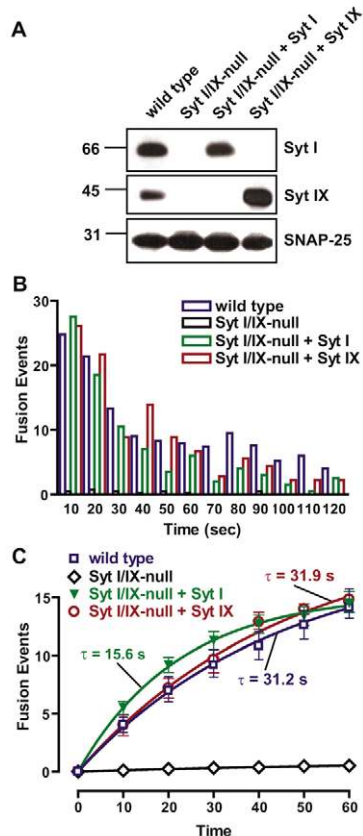 A
wild type
Syt I/IX-null
Syt I/IX-null + Syt I
Syt I/IX-null + Syt IX
66
Syt I
45
Syt IX
31
SNAP-25
B
30
20
10
0
Fusion Events
wild type
Syt I/IX-null
Syt I/IX-null + Syt I
Syt I/IX-null + Syt IX
10 20 30 40 50 60 70 80 90 100 110 120
Time (sec)
C
wild type
Syt I/IX-null
Syt I/IX-null + Syt I
Syt I/IX-null + Syt IX
15
10
5
0
Fusion Events
τ = 31.9 s
τ = 15.6 s
τ = 31.2 s
0 10 20 30 40 50 60
Time